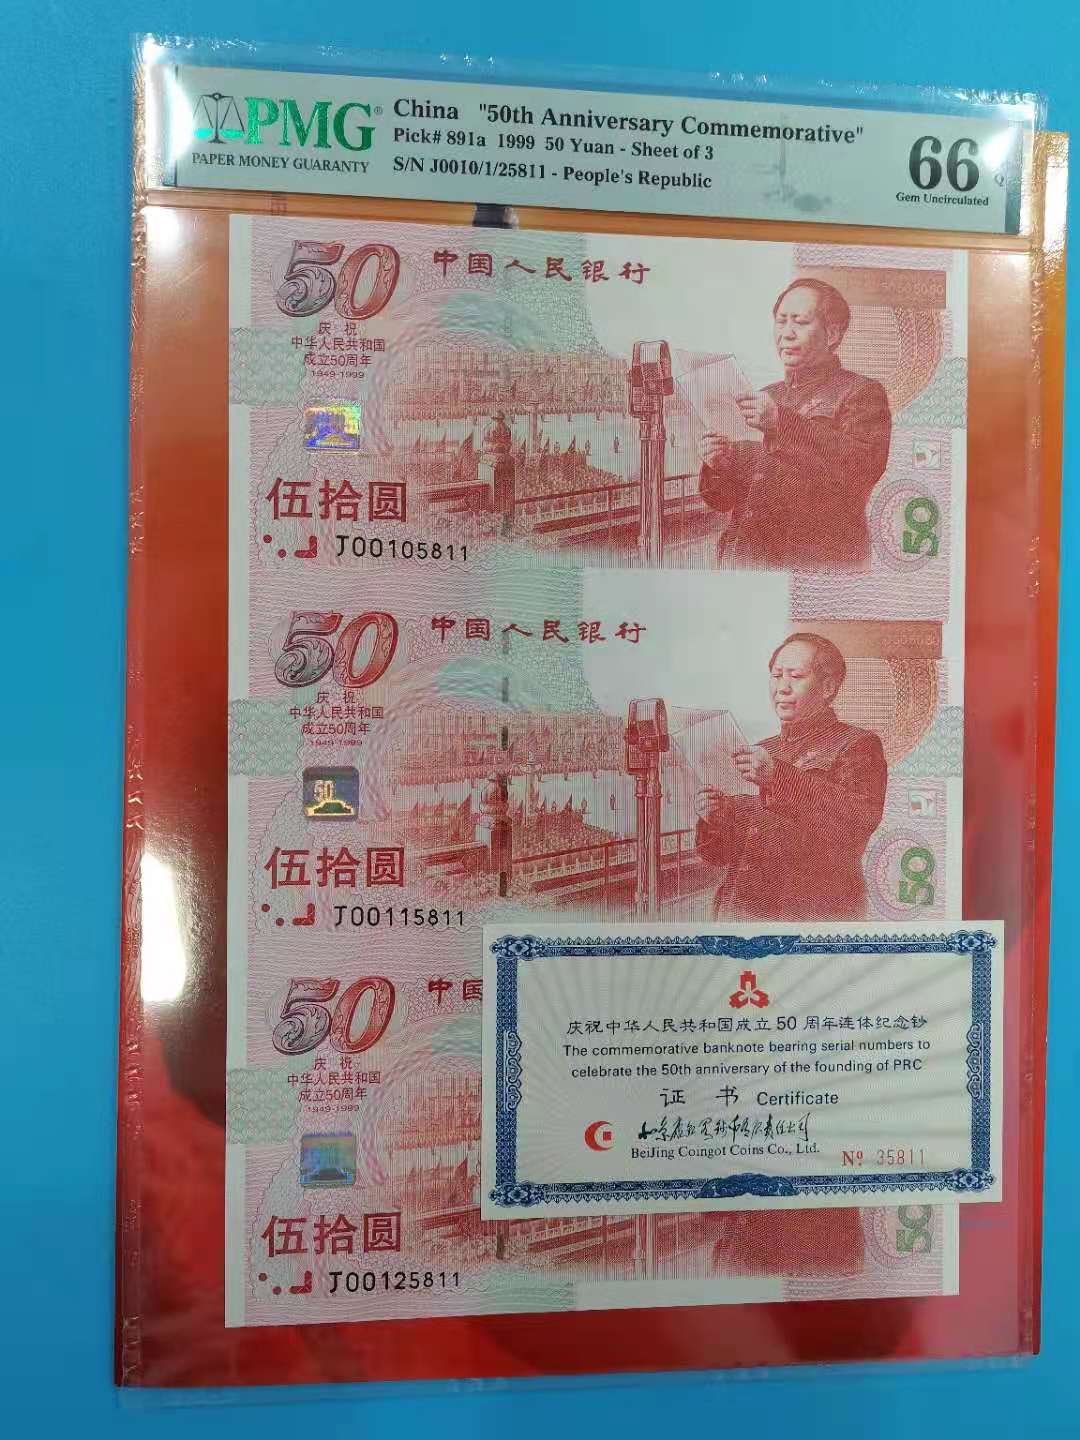 PMG®
PAPER MONEY GUARANTY
China "50th Anniversary Commemorative"
Pick# 891a 1999 50 Yuan - Sheet of 3
S/N J0010/1/25811 - People's Republic
66 Q
Gem Uncirculated
50
中国人民银行
庆祝
中华人民共和国
成立50周年
1949-1999
伍拾圆
50
J00105811
50
中国人民银行
庆祝
中华人民共和国
成立50周年
1949-1999
50
伍拾圆
50
J00115811
50
中国
庆祝
中华人民共和国
成立50周年
1949-1999
伍拾圆
50
J00125811
庆祝中华人民共和国成立50周年连体纪念钞
The commemorative banknote bearing serial numbers to
celebrate the 50th anniversary of the founding of PRC
证书 Certificate
BeiJing Coingot Coins Co., Ltd.
Nº 35811